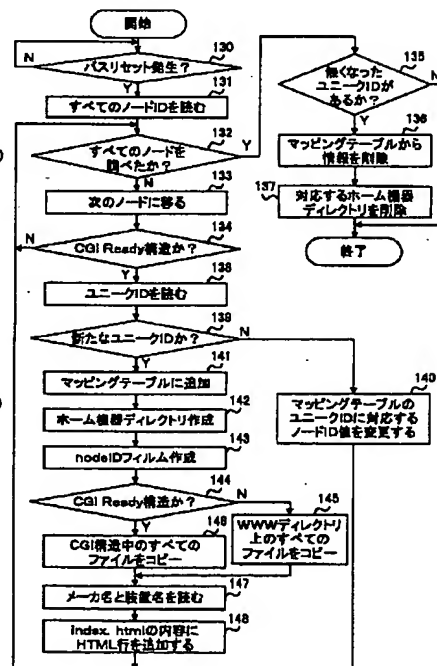 開始
N
130
バスリセット発生?
Y
131
すべてのノードIDを読む
132
すべてのノードを
調べたか?
Y
N
133
次のノードに移る
134
N
CGI Ready構造か?
Y
138
ユニークIDを読む
139
新たなユニークIDか?
N
Y
141
マッピングテーブルに追加
142
ホーム機器ディレクトリ作成
143
nodeIDフィルム作成
144
CGI Ready構造か?
N
Y
146
CGI構造中のすべての
ファイルをコピー
145
WWWディレクトリ
上のすべての
ファイルをコピー
147
メーカ名と装置名を読む
148
index. htmlの内容に
HTML行を追加する
135
無くなった
ユニークIDが
あるか?
N
Y
136
マッピングテーブルから
情報を削除
137
対応するホーム機器
ディレクトリを削除
終了
140
マッピングテーブルの
ユニークIDに対応する
ノードID値を変更する